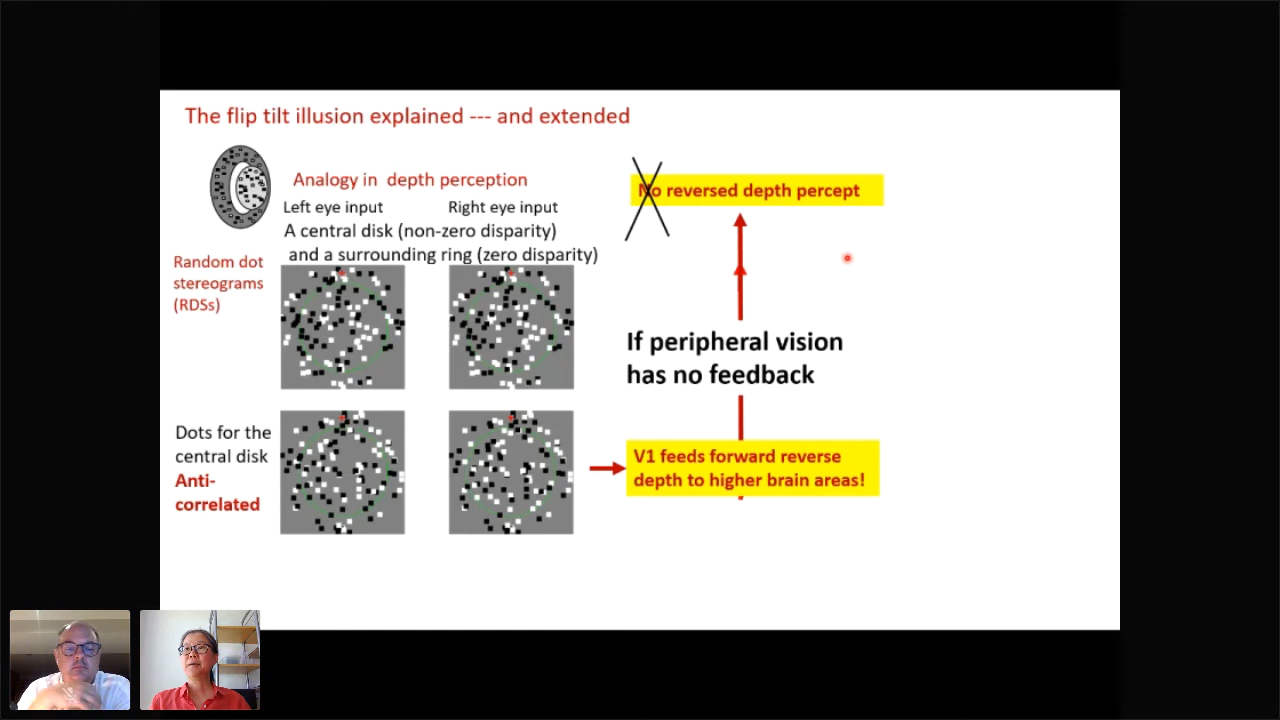 The flip tilt illusion explained --- and extended
Analogy in depth perception
Left eye input
Right eye input
A central disk (non-zero disparity)
and a surrounding ring (zero disparity)
Random dot
stereograms
(RDSs)
Dots for the
central disk
Anti-
correlated
No reversed depth percept
If peripheral vision
has no feedback
V1 feeds forward reverse
depth to higher brain areas!